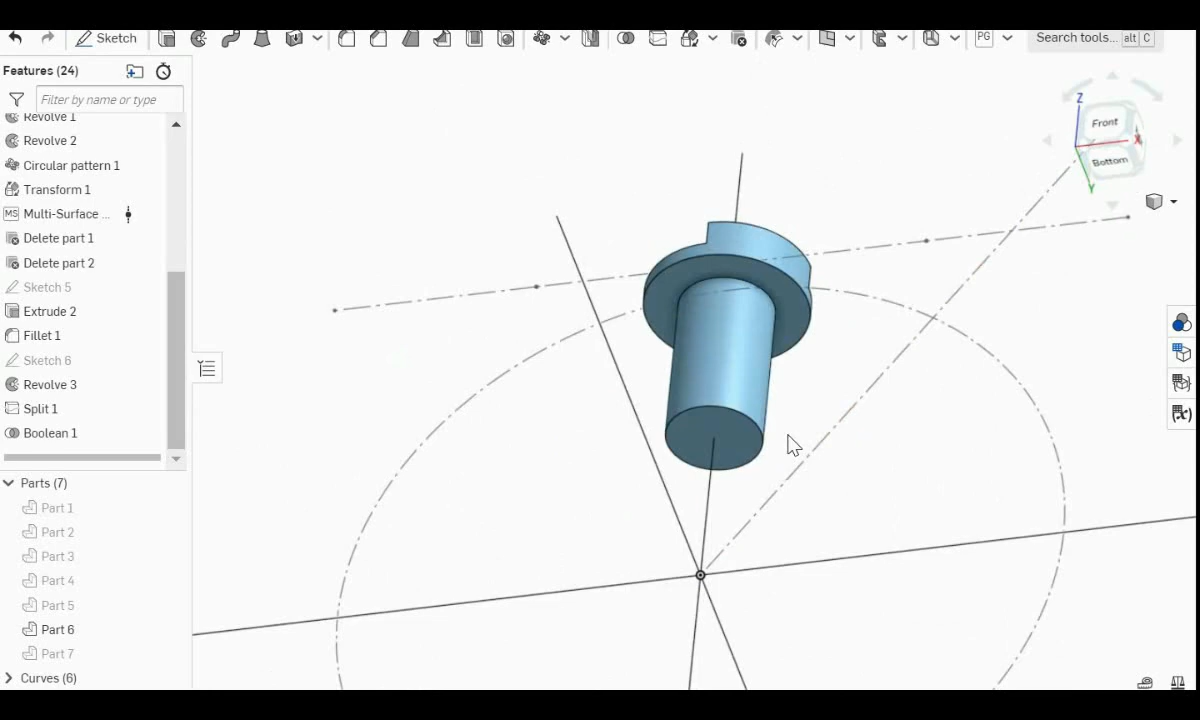 Sketch
PG
Search tools... alt C
Features (24)
Filter by name or type
Revolve 1
Revolve 2
Circular pattern 1
Transform 1
MS Multi-Surface ...
Delete part 1
Delete part 2
Sketch 5
Extrude 2
Fillet 1
Sketch 6
Revolve 3
Split 1
Boolean 1
Parts (7)
Part 1
Part 2
Part 3
Part 4
Part 5
Part 6
Part 7
Curves (6)
Z
Front
X
Bottom
Y
(x)